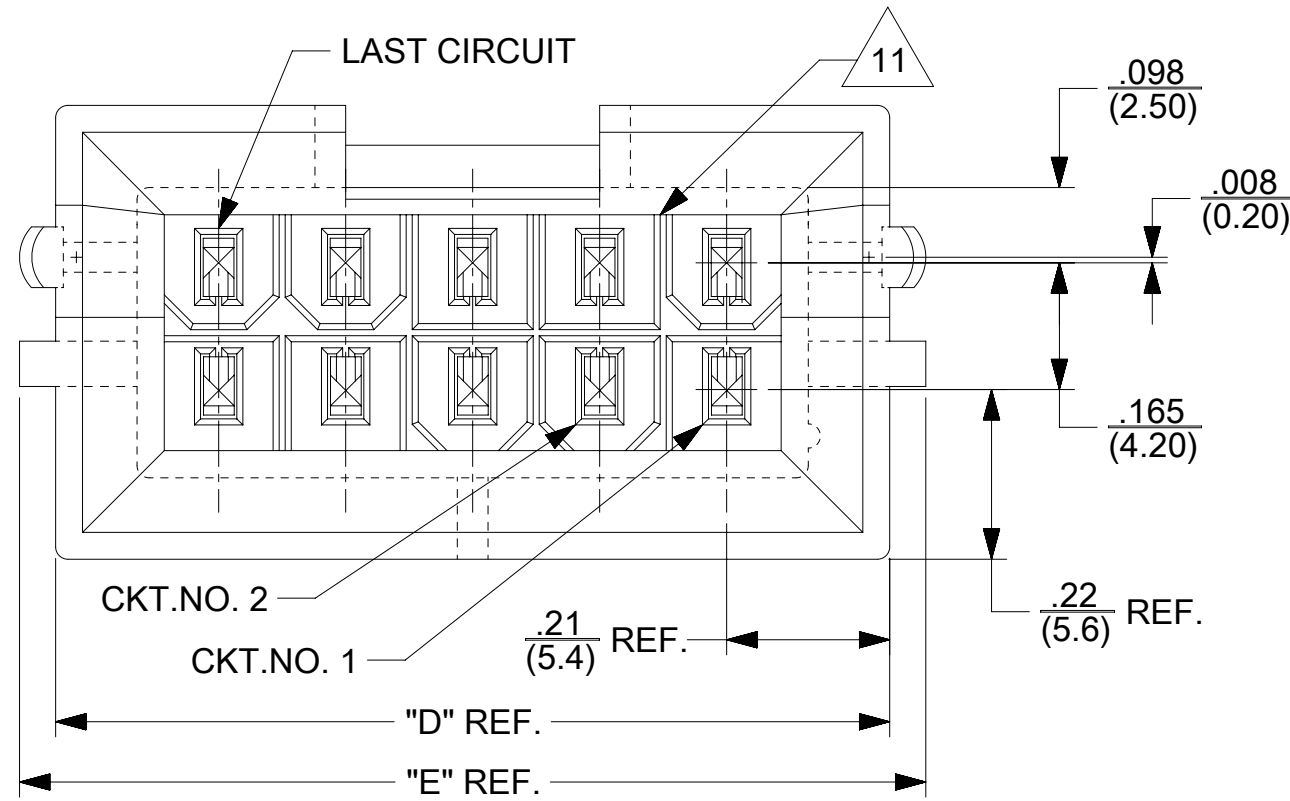 LAST CIRCUIT
11
.098
(2.50)
.008
(0.20)
.165
(4.20)
CKT.NO. 2
CKT.NO. 1
.21
(5.4)
REF.
.22
(5.6)
REF.
"D" REF.
"E" REF.